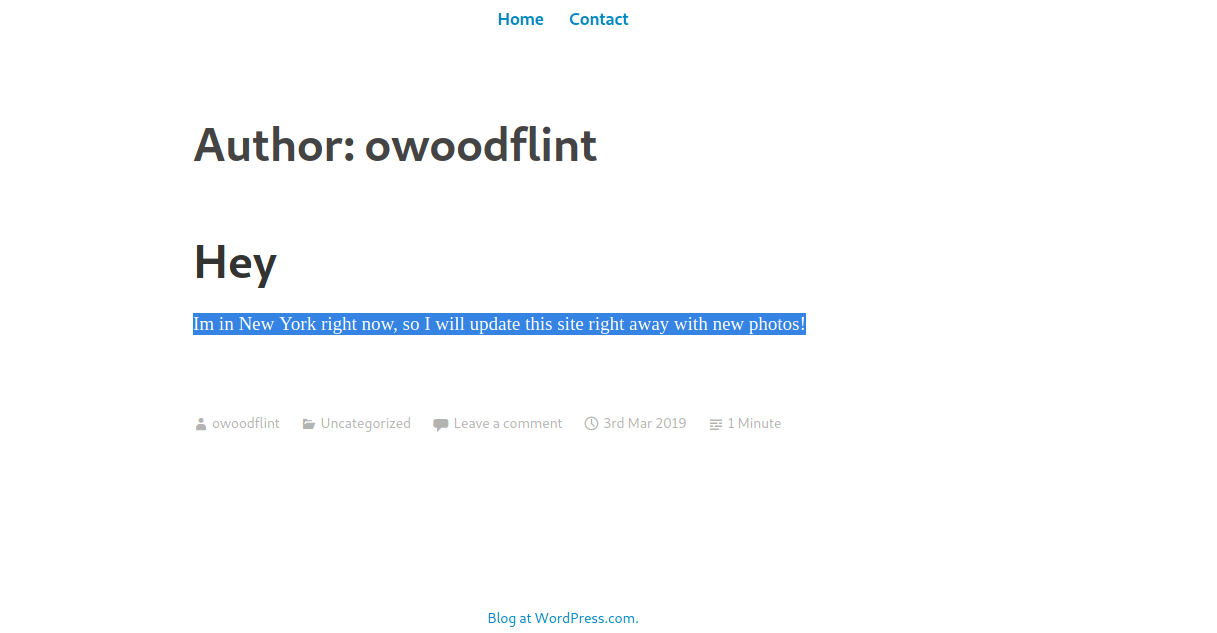 Home Contact
Author: owoodflint
Hey
Im in New York right now, so I will update this site right away with new photos!
owoodflint Uncategorized Leave a comment 3rd Mar 2019 1 Minute
Blog at WordPress.com.